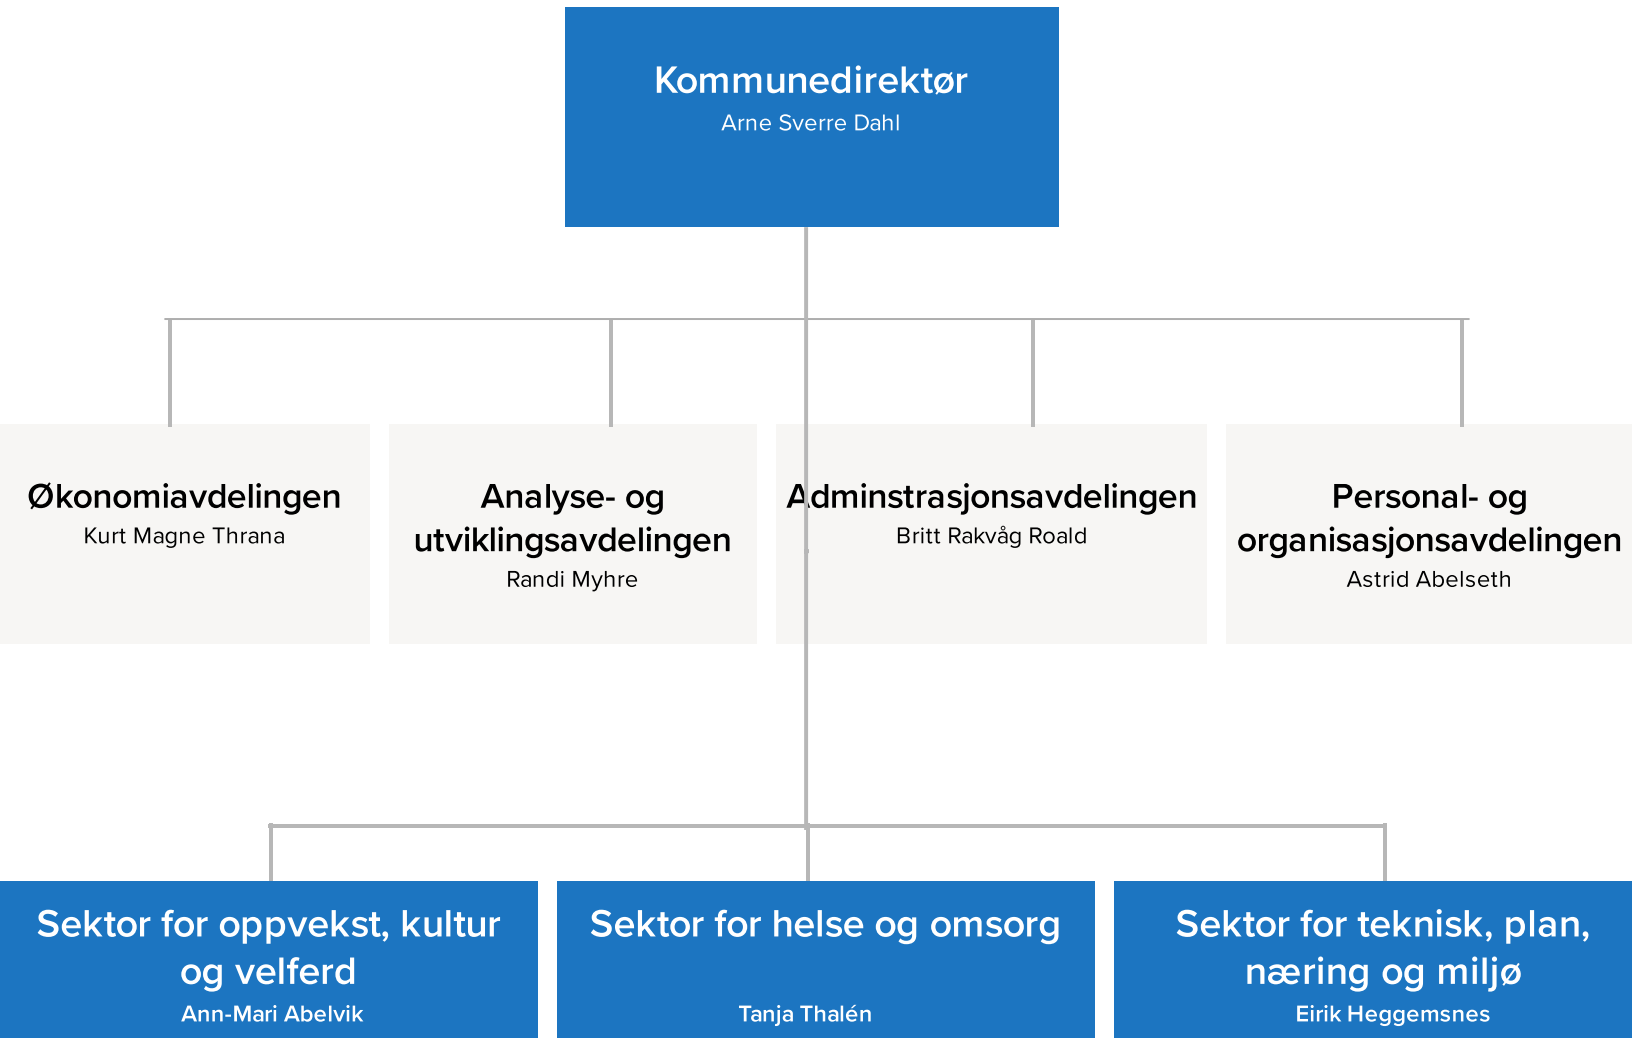 Kommunedirektør
Arne Sverre Dahl
Økonomiavdelingen
Kurt Magne Thrana
Analyse- og
utviklingsavdelingen
Randi Myhre
Adminstrasjonsavdelingen
Britt Rakvåg Roald
Personal- og
organisasjonsavdelingen
Astrid Abelseth
Sektor for oppvekst, kultur
og velferd
Ann-Mari Abelvik
Sektor for helse og omsorg
Tanja Thalén
Sektor for teknisk, plan,
næring og miljø
Eirik Heggemsnes